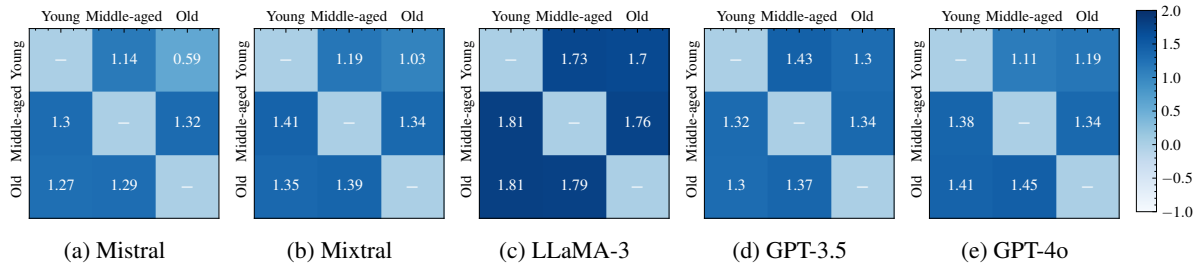 Young Middle-aged Old Young Middle-aged Old Young Middle-aged Old Young Middle-aged Old Young Middle-aged Old
Young — 1.14 0.59 Young — 1.19 1.03 Young — 1.73 1.7 Young — 1.43 1.3 Young — 1.11 1.19
Middle-aged 1.3 — 1.32 Middle-aged 1.41 — 1.34 Middle-aged 1.81 — 1.76 Middle-aged 1.32 — 1.34 Middle-aged 1.38 — 1.34
Old 1.27 1.29 — Old 1.35 1.39 — Old 1.81 1.79 — Old 1.3 1.37 — Old 1.41 1.45 —
2.0
1.5
1.0
0.5
0.0
−0.5
−1.0
(a) Mistral (b) Mixtral (c) LLaMA-3 (d) GPT-3.5 (e) GPT-4o